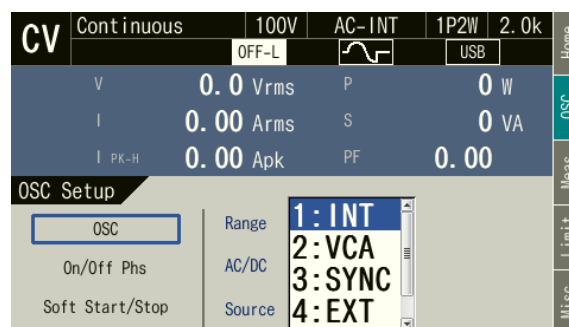 CV Continuous 100V AC-INT 1P2W 2.0k
OFF-L USB
V 0.0 Vrms P 0 W
I 0.00 Arms S 0 VA
I PK-H 0.00 Apk PF 0.00
OSC Setup
OSC Range 1:INT
2:VCA
On/Off Phs AC/DC 3:SYNC
Soft Start/Stop Source 4:EXT
Home
OSC
Meas
Limit
Misc